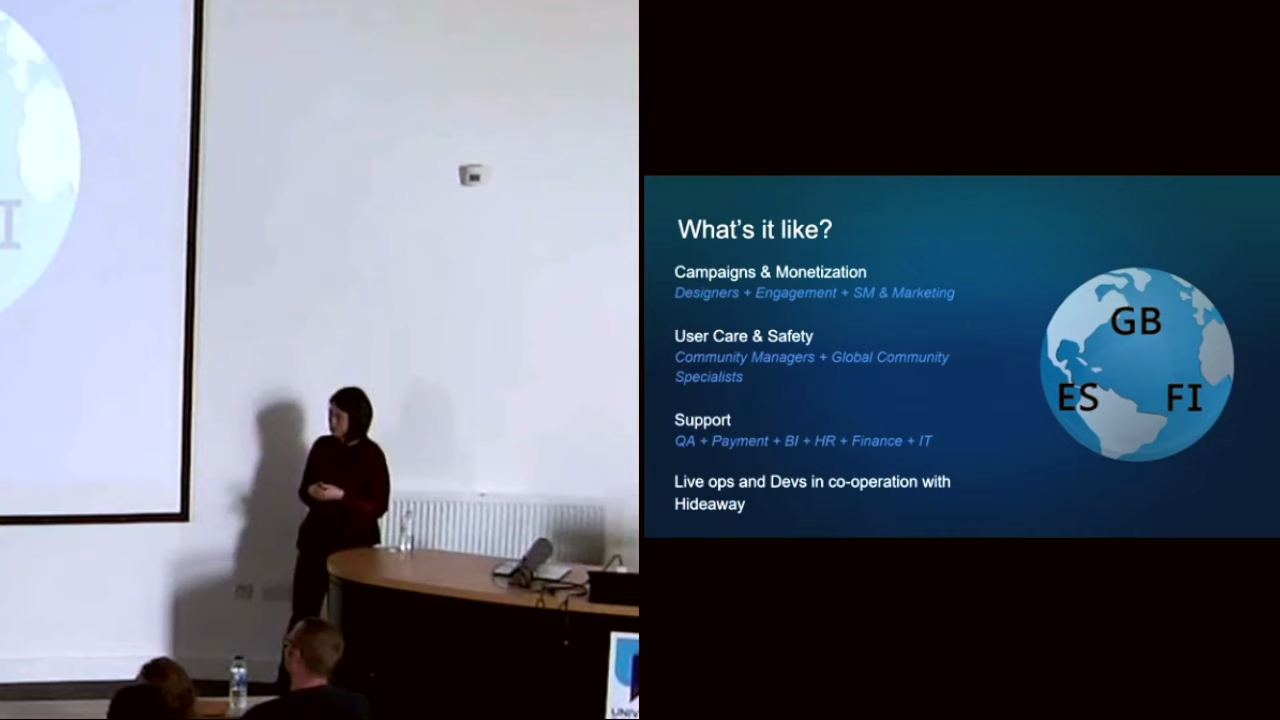 I
UNIV
What's it like?
Campaigns & Monetization
Designers + Engagement + SM & Marketing
User Care & Safety
Community Managers + Global Community
Specialists
Support
QA + Payment + BI + HR + Finance + IT
Live ops and Devs in co-operation with
Hideaway
GB
ES FI